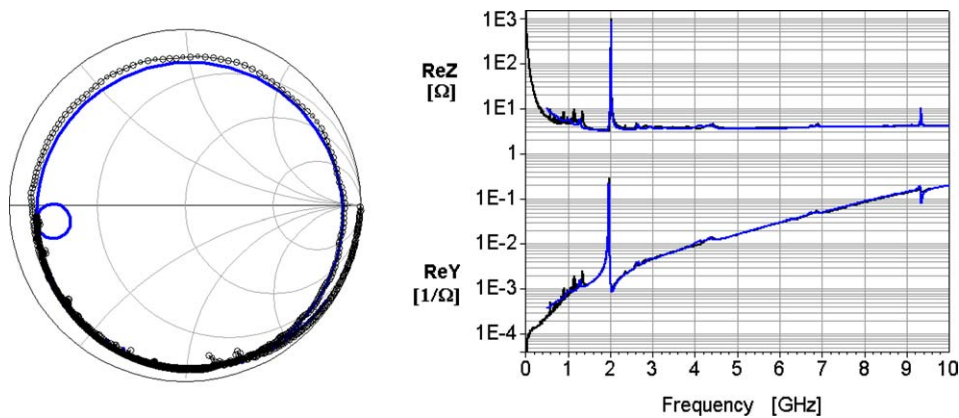 1E3
1E2
ReZ
[Ω]
1E1
1
1E-1
1E-2
ReY
1E-3
[1/Ω]
1E-4
0 1 2 3 4 5 6 7 8 9 10
Frequency [GHz]